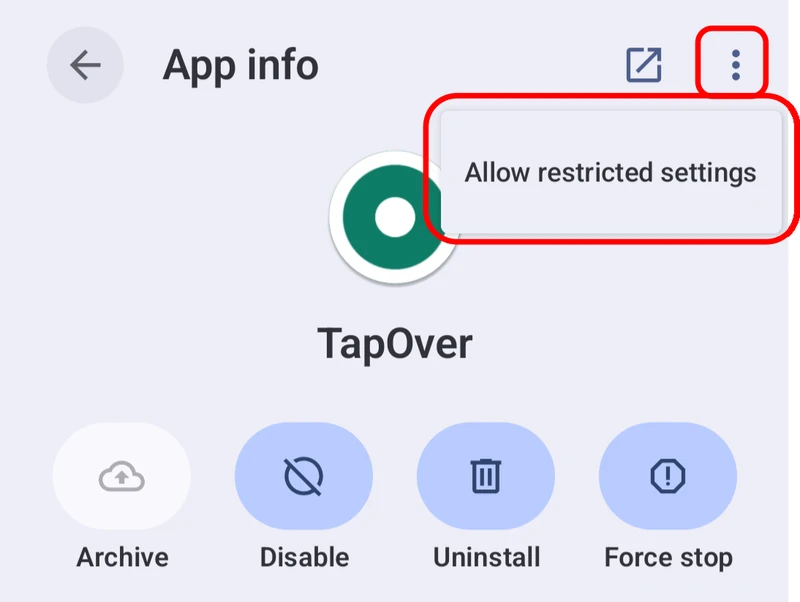 App info
Allow restricted settings
TapOver
Archive
Disable
Uninstall
Force stop